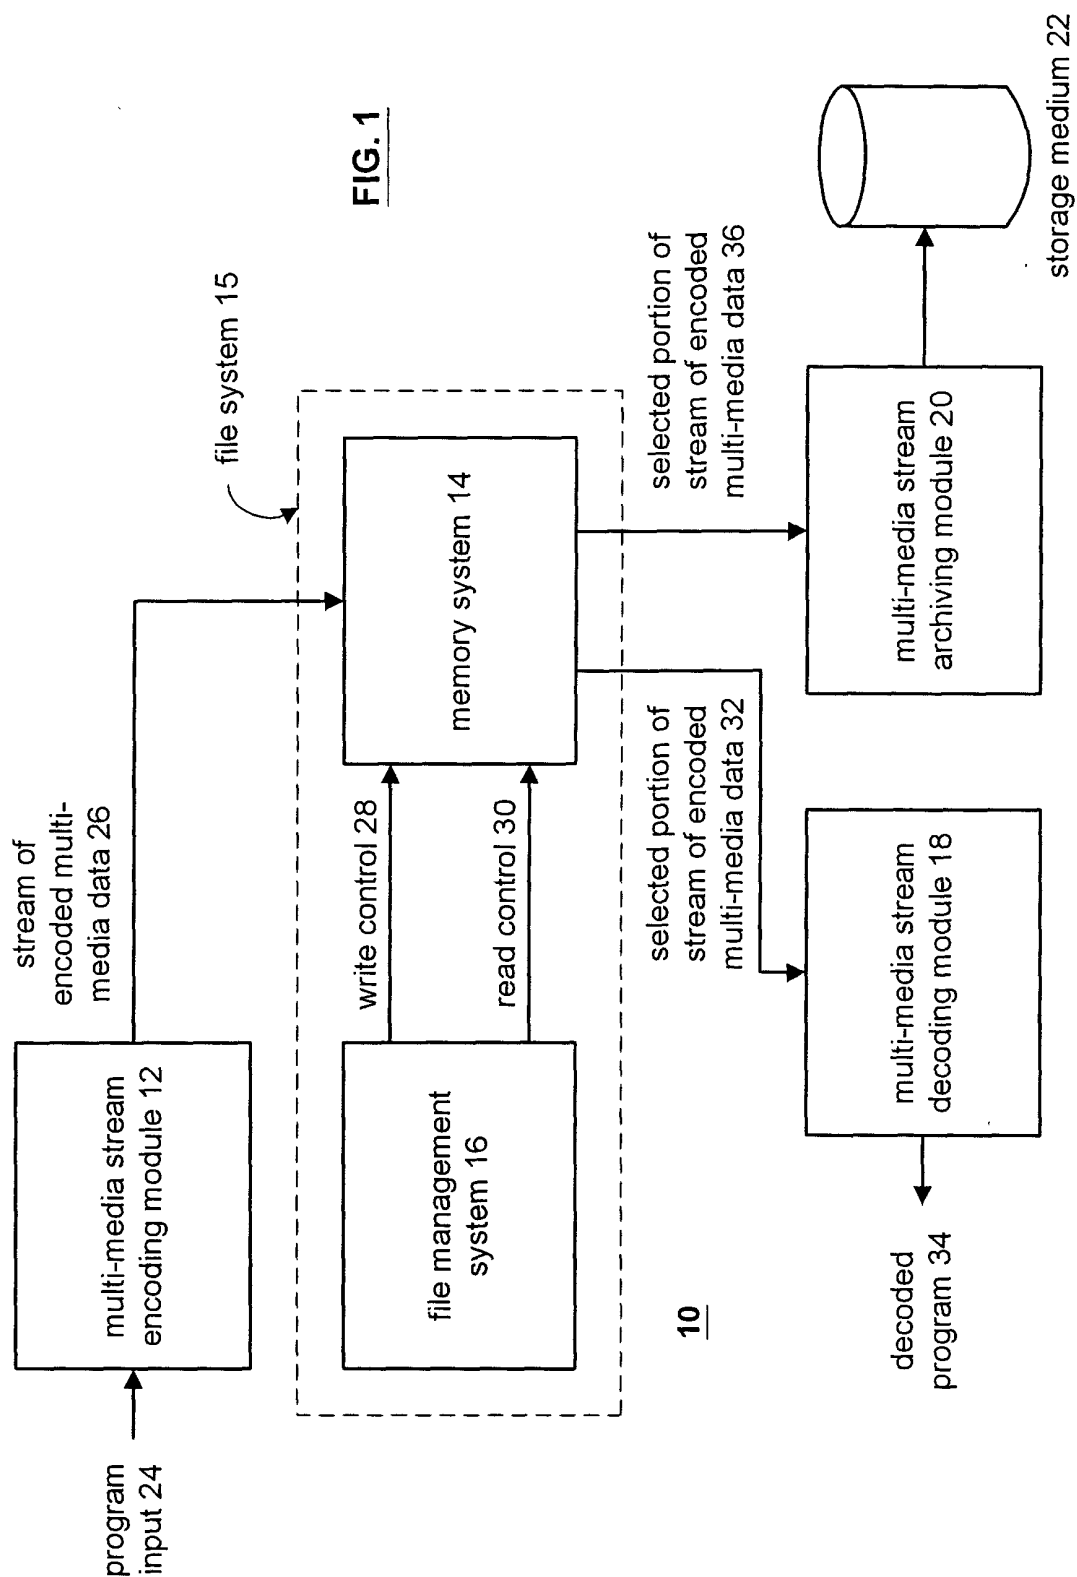 FIG. 1
program
input 24
multi-media stream
encoding module 12
stream of
encoded multi-
media data 26
file system 15
file management
system 16
write control 28
read control 30
memory system 14
selected portion of
stream of encoded
multi-media data 32
selected portion of
stream of encoded
multi-media data 36
10
decoded
program 34
multi-media stream
decoding module 18
multi-media stream
archiving module 20
storage medium 22